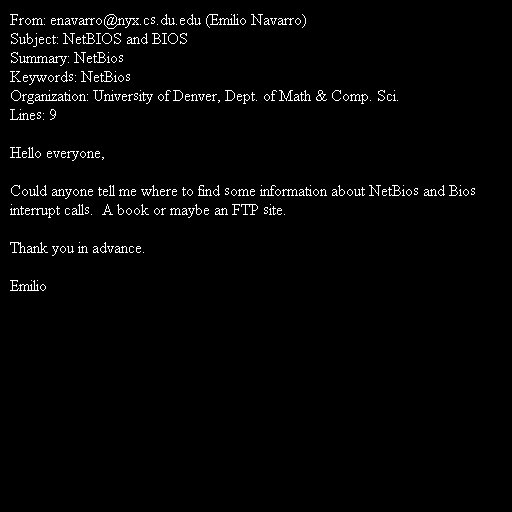 From: enavarro@nyx.cs.du.edu (Emilio Navarro)
Subject: NetBIOS and BIOS
Summary: NetBios
Keywords: NetBios
Organization: University of Denver, Dept. of Math & Comp. Sci.
Lines: 9

Hello everyone,

Could anyone tell me where to find some information about NetBios and Bios
interrupt calls.  A book or maybe an FTP site.

Thank you in advance.

Emilio